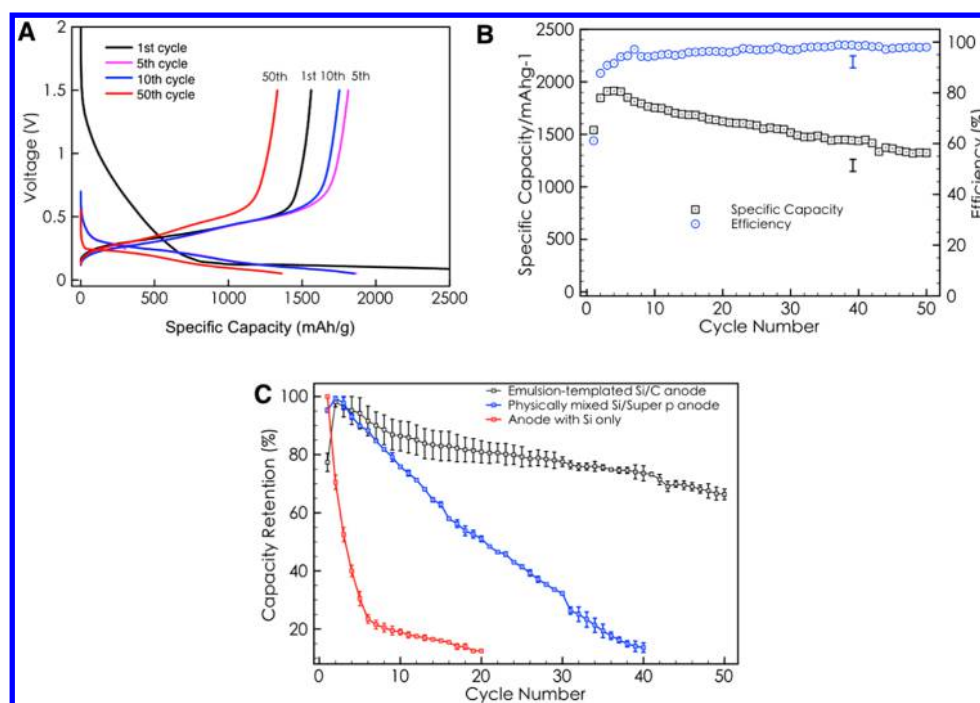 A
2
1st cycle
5th cycle
10th cycle
50th cycle
50th 1st 10th 5th
1
0.5
0
Voltage (V)
0 500 1000 1500 2000 2500
Specific Capacity (mAh/g)
B
2500
2000
1500
1000
500
0
Specific Capacity/mAhg-1
100
80
60
40
20
0
Efficiency (%)
Specific Capacity
Efficiency
0 10 20 30 40 50
Cycle Number
C
100
80
60
40
20
Capacity Retention (%)
Emulsion-templated Si/C anode
Physically mixed Si/Super p anode
Anode with Si only
0 10 20 30 40 50
Cycle Number